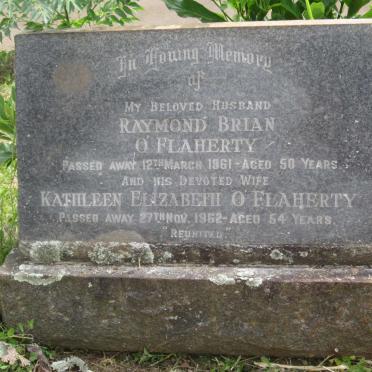 In Loving Memory
of
My Beloved Husband
RAYMOND BRIAN
O'FLAHERTY
Passed away 12TH March 1961 - Aged 50 Years.
And His Devoted Wife
KATHLEEN ELIZABETH O'FLAHERTY
Passed away 27TH Nov. 1962 - Aged 54 Years.
"Reunited"